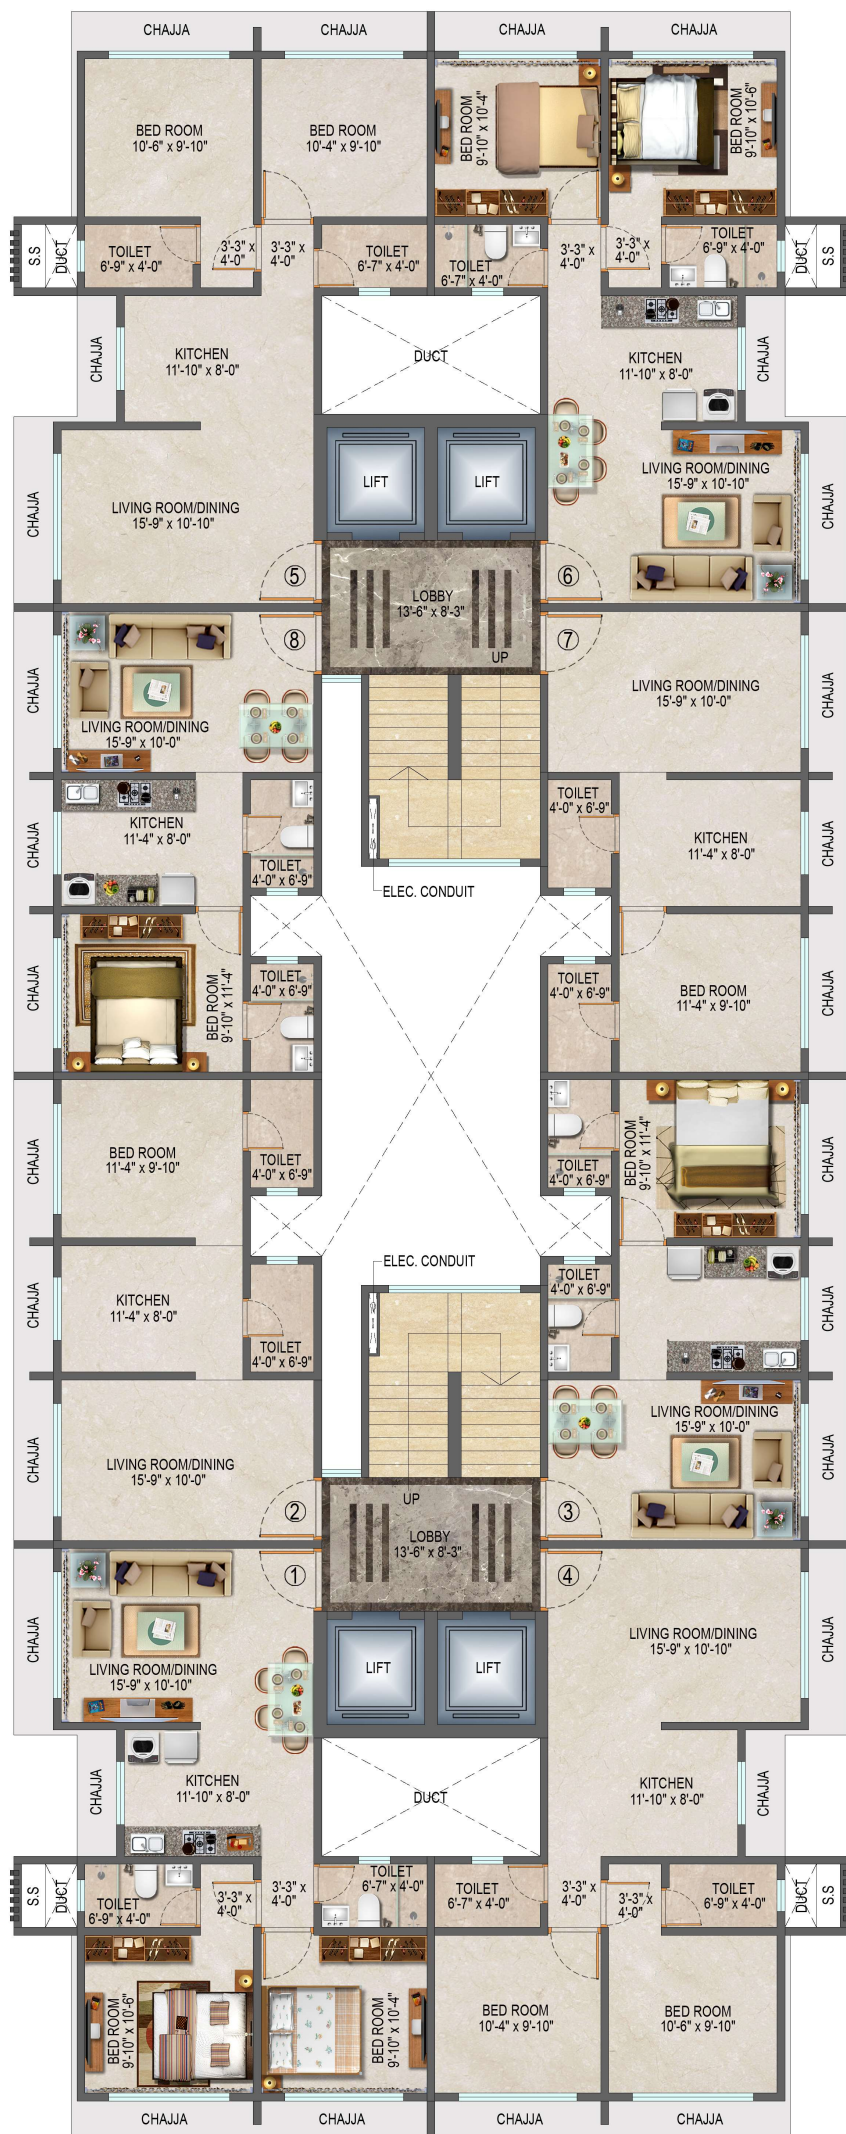 CHAJJA
CHAJJA
CHAJJA
CHAJJA
BED ROOM
10'-6" x 9'-10"
BED ROOM
10'-4" x 9'-10"
BED ROOM
9'-10" x 10'-4"
BED ROOM
9'-10" x 10'-6"
S.S
DUCT
TOILET
6'-9" x 4'-0"
3'-3" x
4'-0"
3'-3" x
4'-0"
TOILET
6'-7" x 4'-0"
TOILET
6'-7" x 4'-0"
3'-3" x
4'-0"
3'-3" x
4'-0"
TOILET
6'-9" x 4'-0"
DUCT
S.S
CHAJJA
KITCHEN
11'-10" x 8'-0"
DUCT
KITCHEN
11'-10" x 8'-0"
CHAJJA
CHAJJA
LIVING ROOM/DINING
15'-9" x 10'-10"
LIFT
LIFT
LIVING ROOM/DINING
15'-9" x 10'-10"
CHAJJA
5
LOBBY
13'-6" x 8'-3"
6
8
UP
7
CHAJJA
LIVING ROOM/DINING
15'-9" x 10'-0"
LIVING ROOM/DINING
15'-9" x 10'-0"
CHAJJA
CHAJJA
KITCHEN
11'-4" x 8'-0"
TOILET
4'-0" x 6'-9"
TOILET
4'-0" x 6'-9"
KITCHEN
11'-4" x 8'-0"
CHAJJA
ELEC. CONDUIT
CHAJJA
BED ROOM
9'-10" x 11'-4"
TOILET
4'-0" x 6'-9"
TOILET
4'-0" x 6'-9"
BED ROOM
11'-4" x 9'-10"
CHAJJA
CHAJJA
BED ROOM
11'-4" x 9'-10"
TOILET
4'-0" x 6'-9"
TOILET
4'-0" x 6'-9"
BED ROOM
9'-10" x 11'-4"
CHAJJA
ELEC. CONDUIT
CHAJJA
KITCHEN
11'-4" x 8'-0"
TOILET
4'-0" x 6'-9"
TOILET
4'-0" x 6'-9"
CHAJJA
CHAJJA
LIVING ROOM/DINING
15'-9" x 10'-0"
LIVING ROOM/DINING
15'-9" x 10'-0"
CHAJJA
2
UP
3
LOBBY
13'-6" x 8'-3"
1
4
CHAJJA
LIVING ROOM/DINING
15'-9" x 10'-10"
LIFT
LIFT
LIVING ROOM/DINING
15'-9" x 10'-10"
CHAJJA
CHAJJA
KITCHEN
11'-10" x 8'-0"
DUCT
KITCHEN
11'-10" x 8'-0"
CHAJJA
S.S
DUCT
TOILET
6'-9" x 4'-0"
3'-3" x
4'-0"
3'-3" x
4'-0"
TOILET
6'-7" x 4'-0"
TOILET
6'-7" x 4'-0"
3'-3" x
4'-0"
3'-3" x
4'-0"
TOILET
6'-9" x 4'-0"
DUCT
S.S
BED ROOM
9'-10" x 10'-6"
BED ROOM
9'-10" x 10'-4"
BED ROOM
10'-4" x 9'-10"
BED ROOM
10'-6" x 9'-10"
CHAJJA
CHAJJA
CHAJJA
CHAJJA